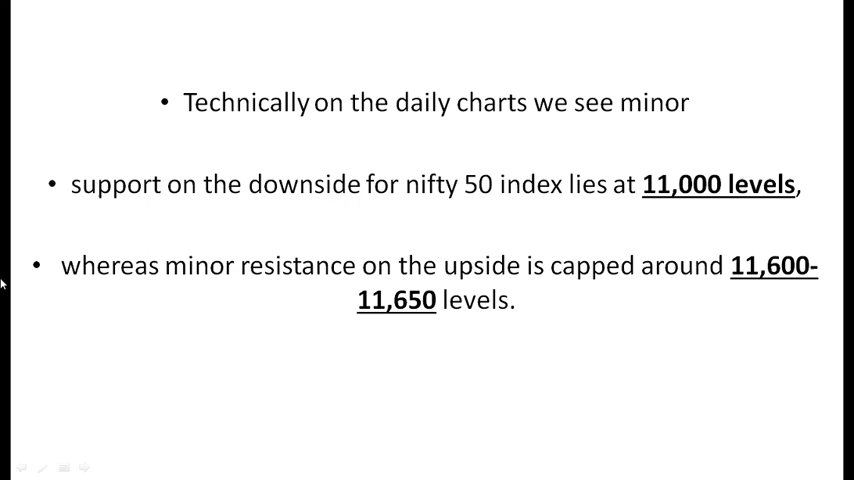 • Technically on the daily charts we see minor
• support on the downside for nifty 50 index lies at 11,000 levels,
• whereas minor resistance on the upside is capped around 11,600-
11,650 levels.